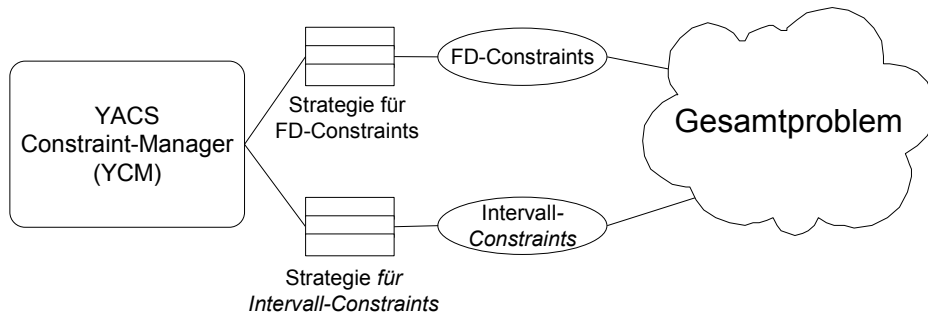 YACS
Constraint-Manager
(YCM)
Strategie für
FD-Constraints
FD-Constraints
Gesamtproblem
Strategie für
Intervall-Constraints
Intervall-
Constraints